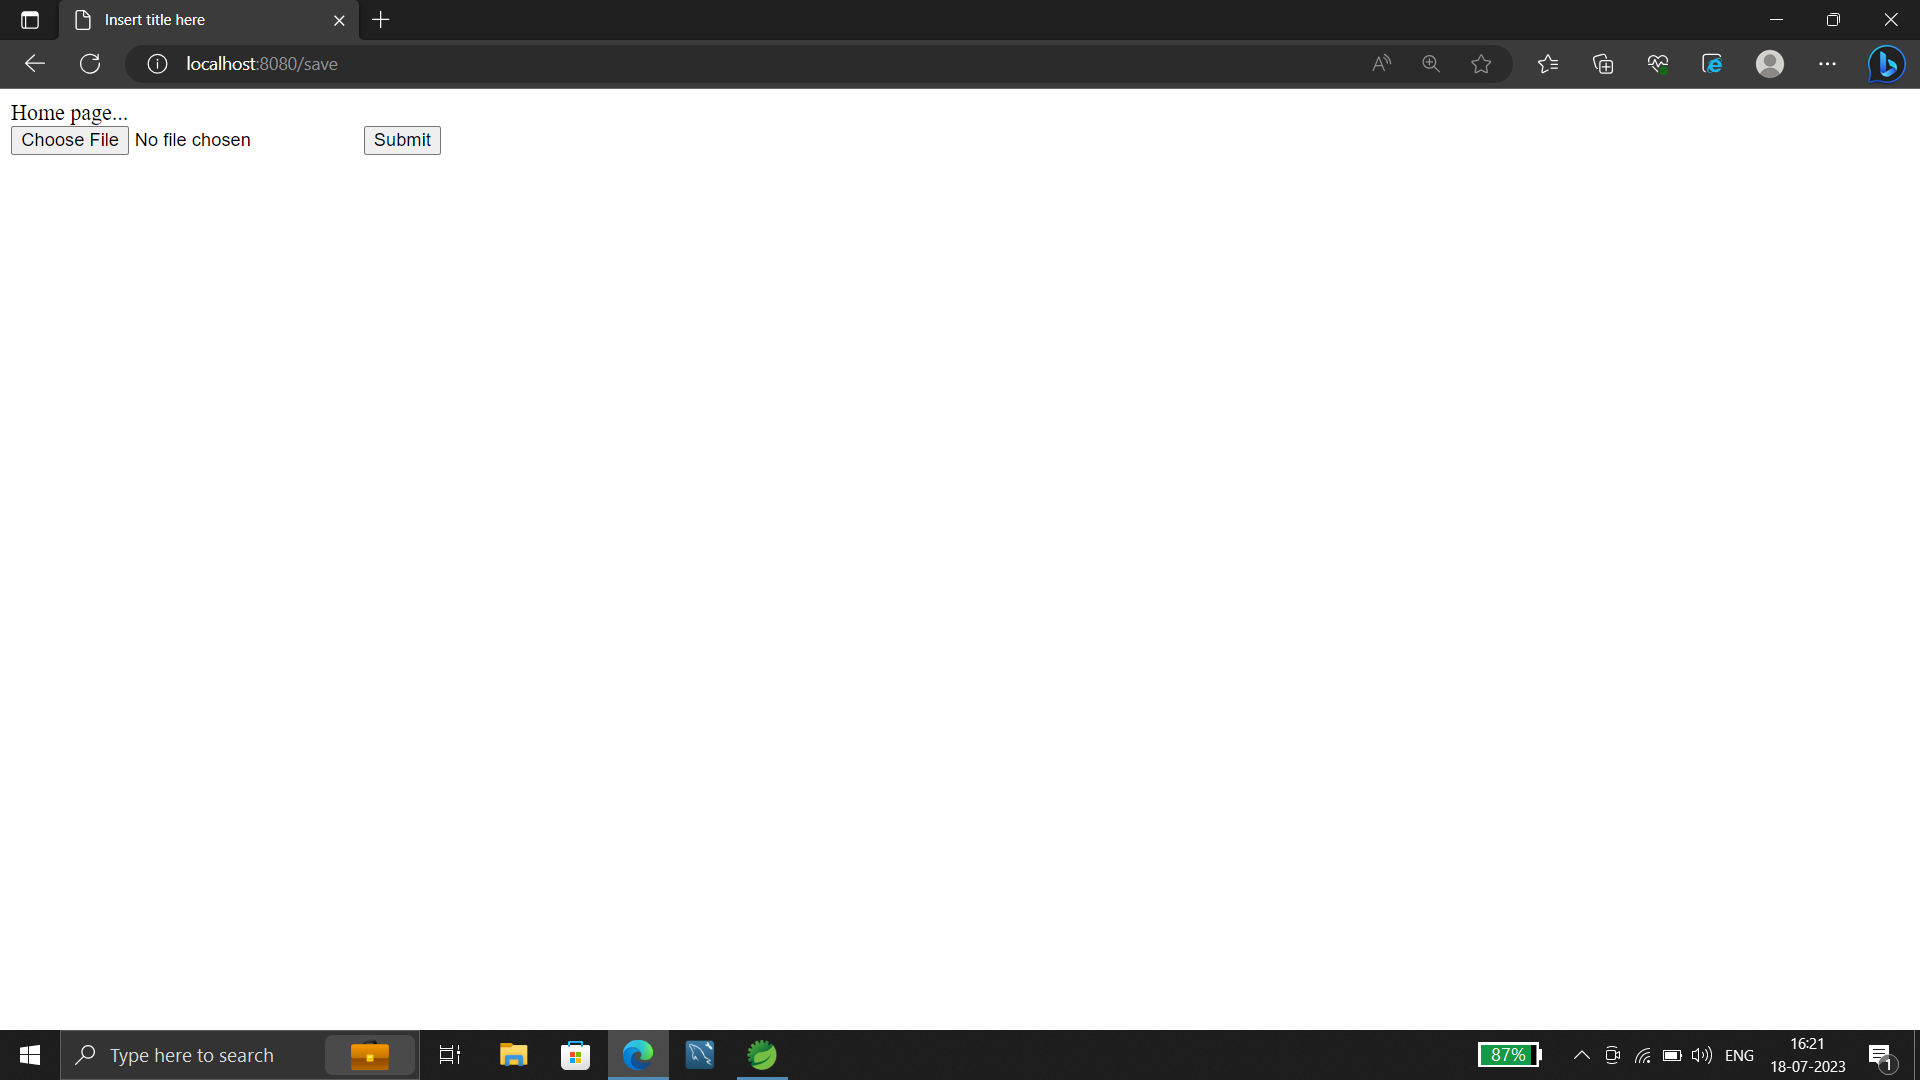 Insert title here
localhost:8080/save
Home page...
Choose File No file chosen Submit
Type here to search
87%
ENG
16:21
18-07-2023
1